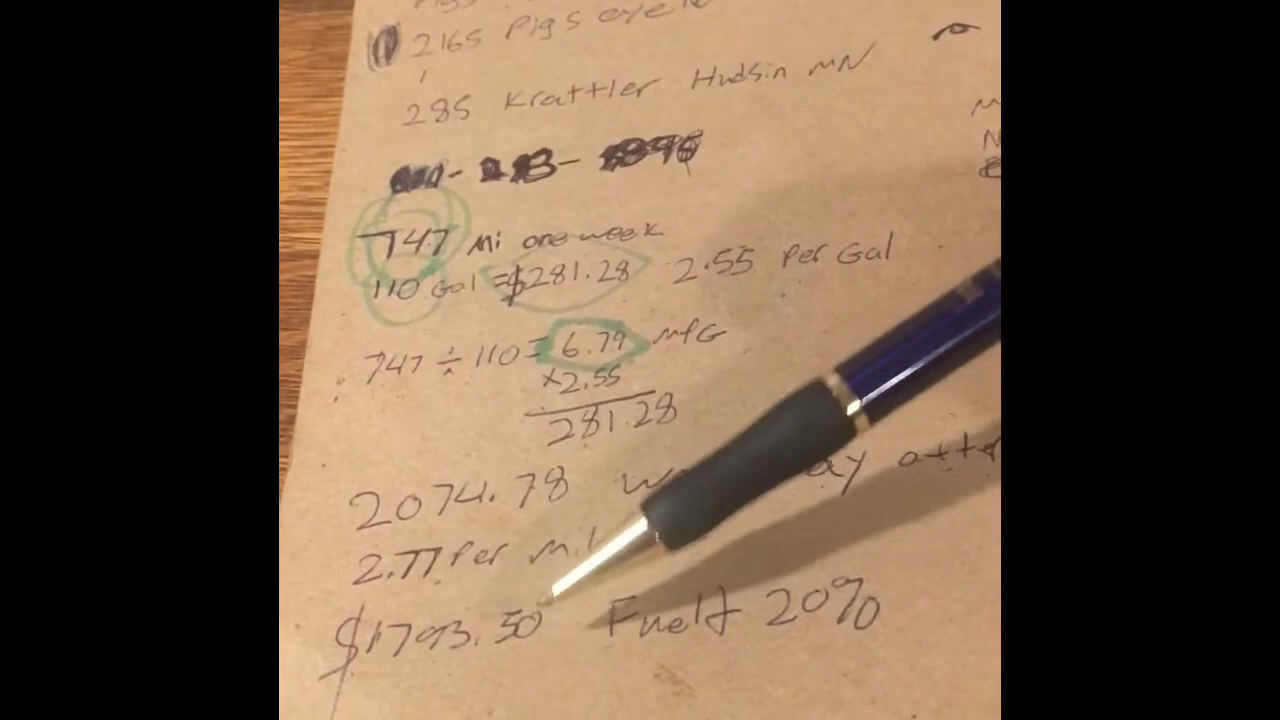 2165 Pigs eye
285 Krattler Hudsin MN
747 Mi one week
110 Gal = $281.28 2.55 Per Gal
747 ÷ 110 = 6.79 MPG
×2.55
281.28
2074.78
2.77 Per
$1793.50 Fuel 20%